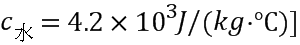 c水 = 4.2 × 10³J/(kg·°C)]